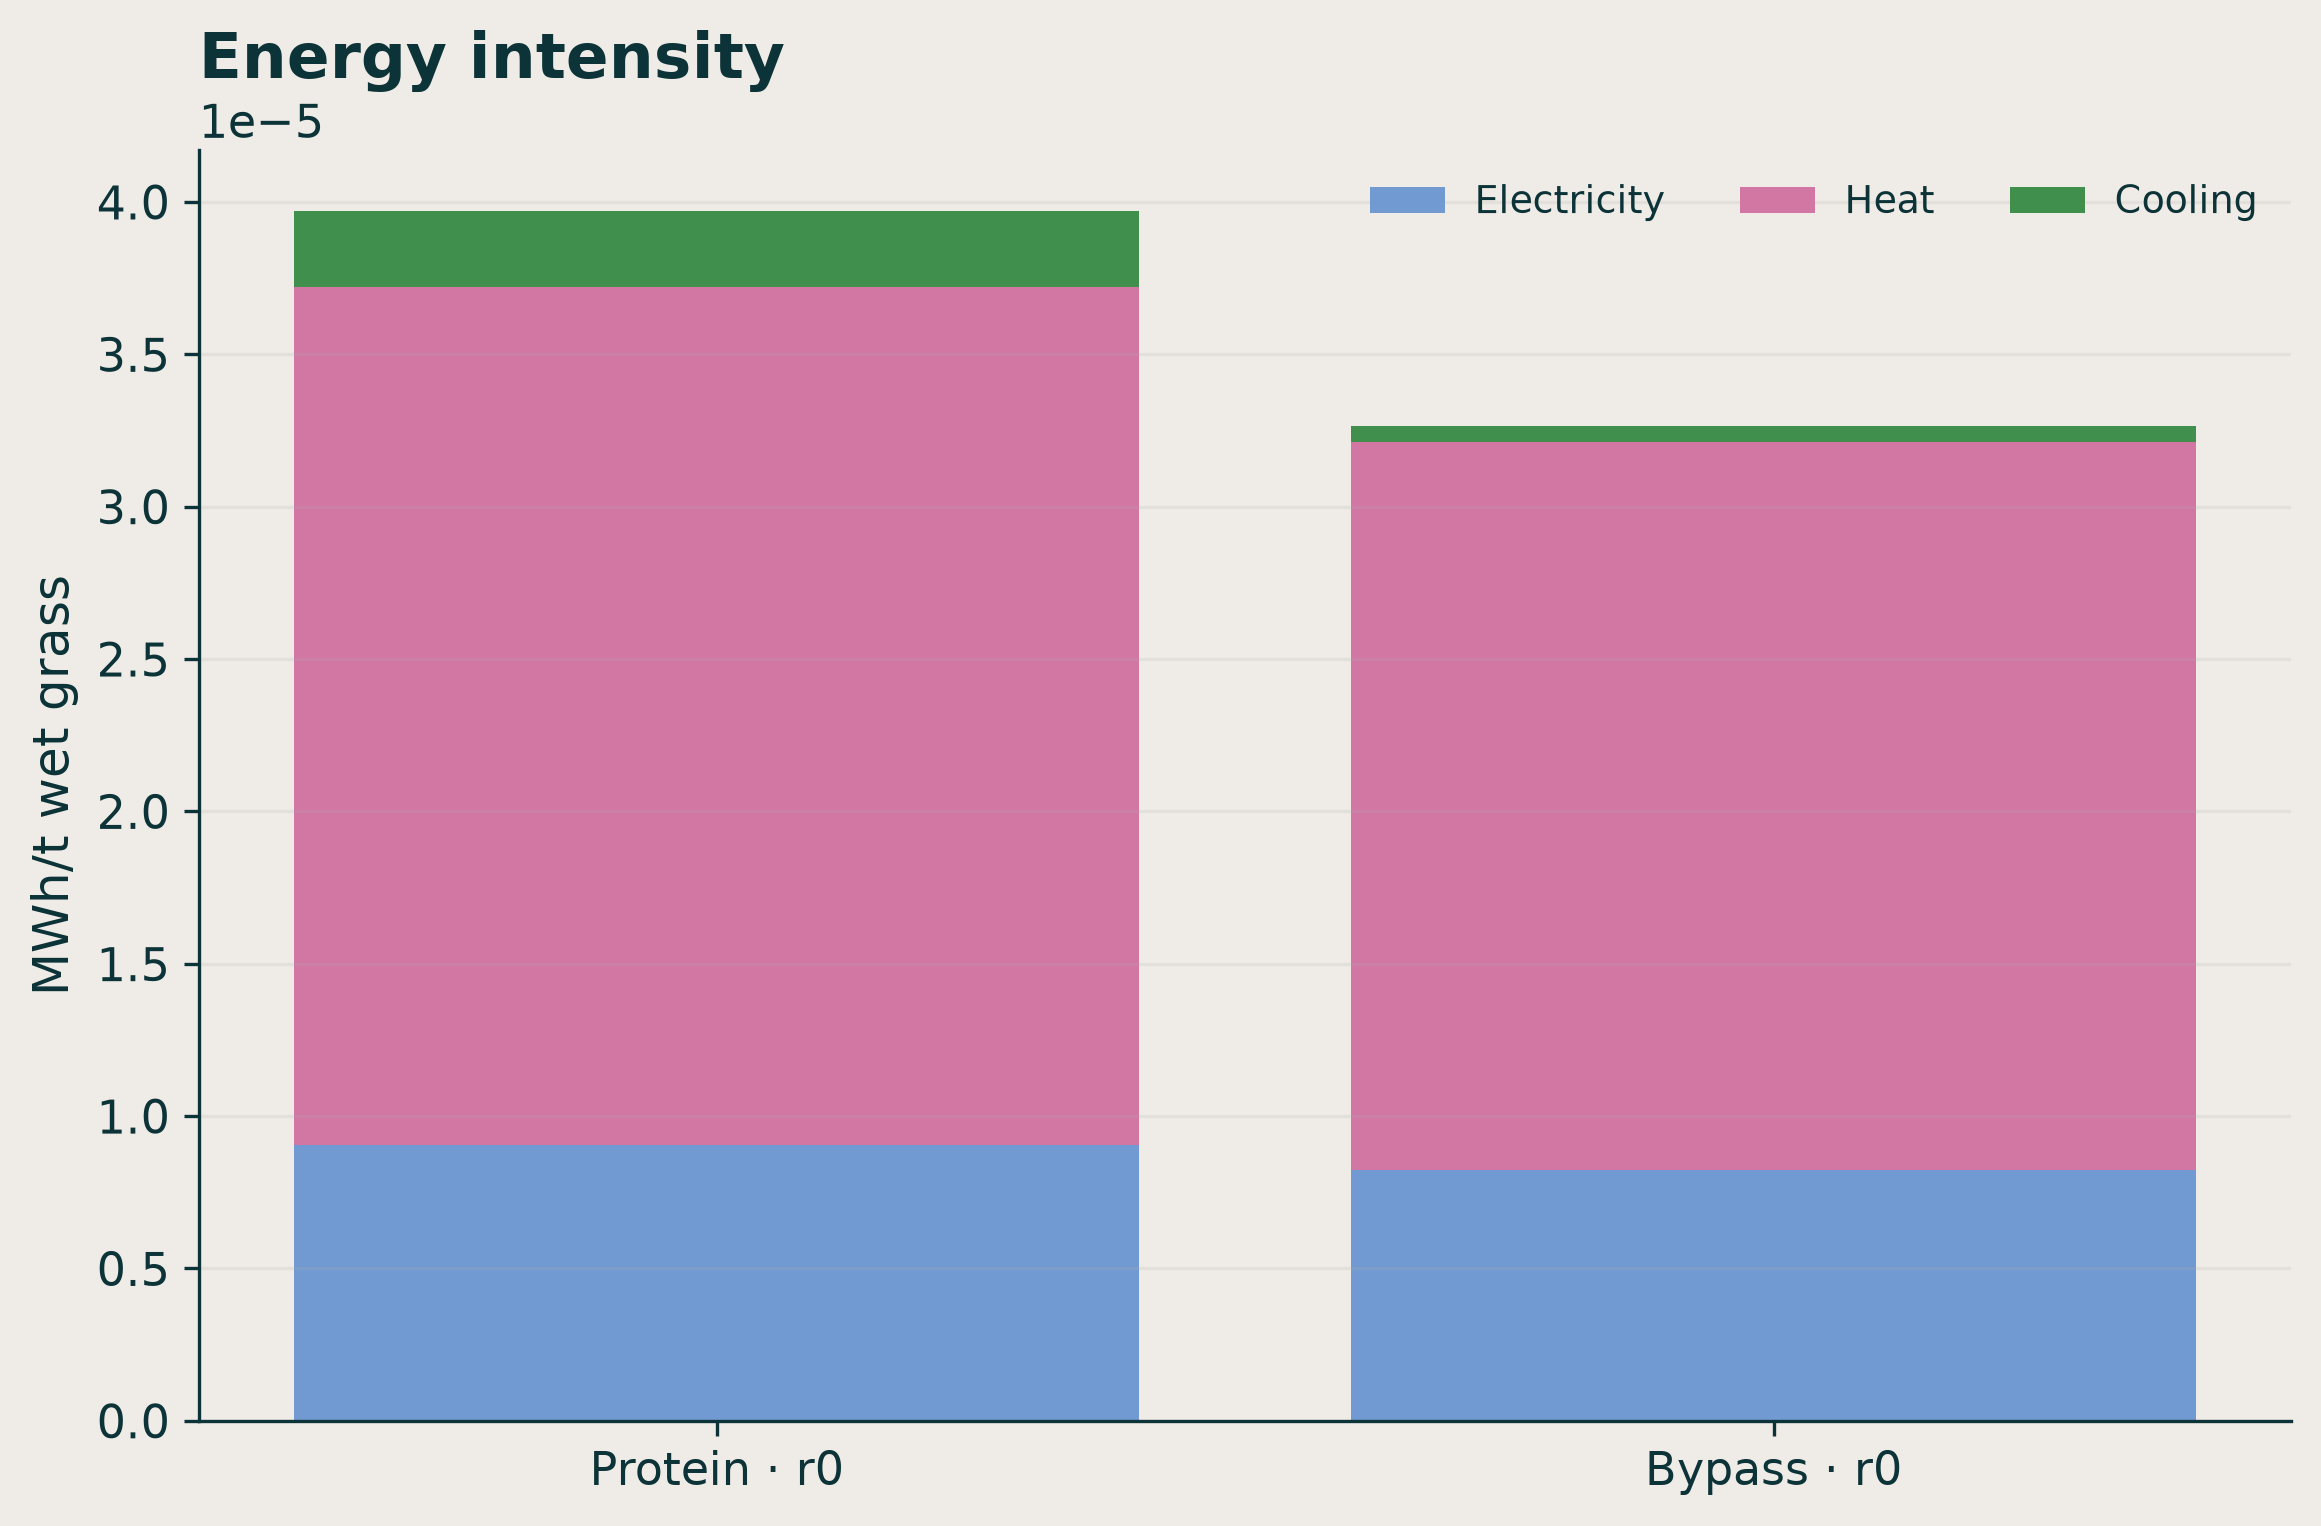 Energy intensity
1e−5
4.0
3.5
3.0
2.5
2.0
1.5
1.0
0.5
0.0
MWh/t wet grass
Electricity Heat Cooling
Protein · r0 Bypass · r0